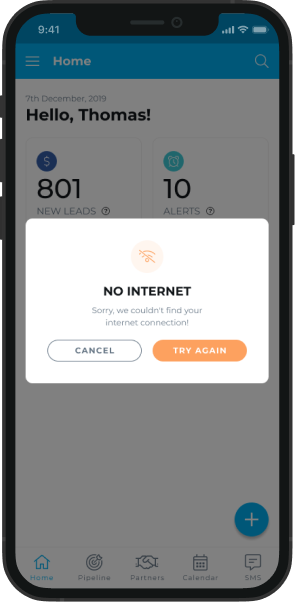 9:41
Home
7th December, 2019
Hello, Thomas!
$
801
10
NEW LEADS ?
ALERTS ?
NO INTERNET
Sorry, we couldn't find your
internet connection!
CANCEL
TRY AGAIN
Home
Pipeline
Partners
Calendar
SMS